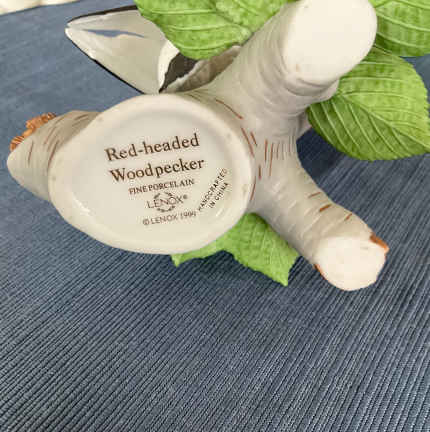 Red-headed
Woodpecker
FINE PORCELAIN
LENOX®
© LENOX 1999
HANDCRAFTED
IN CHINA